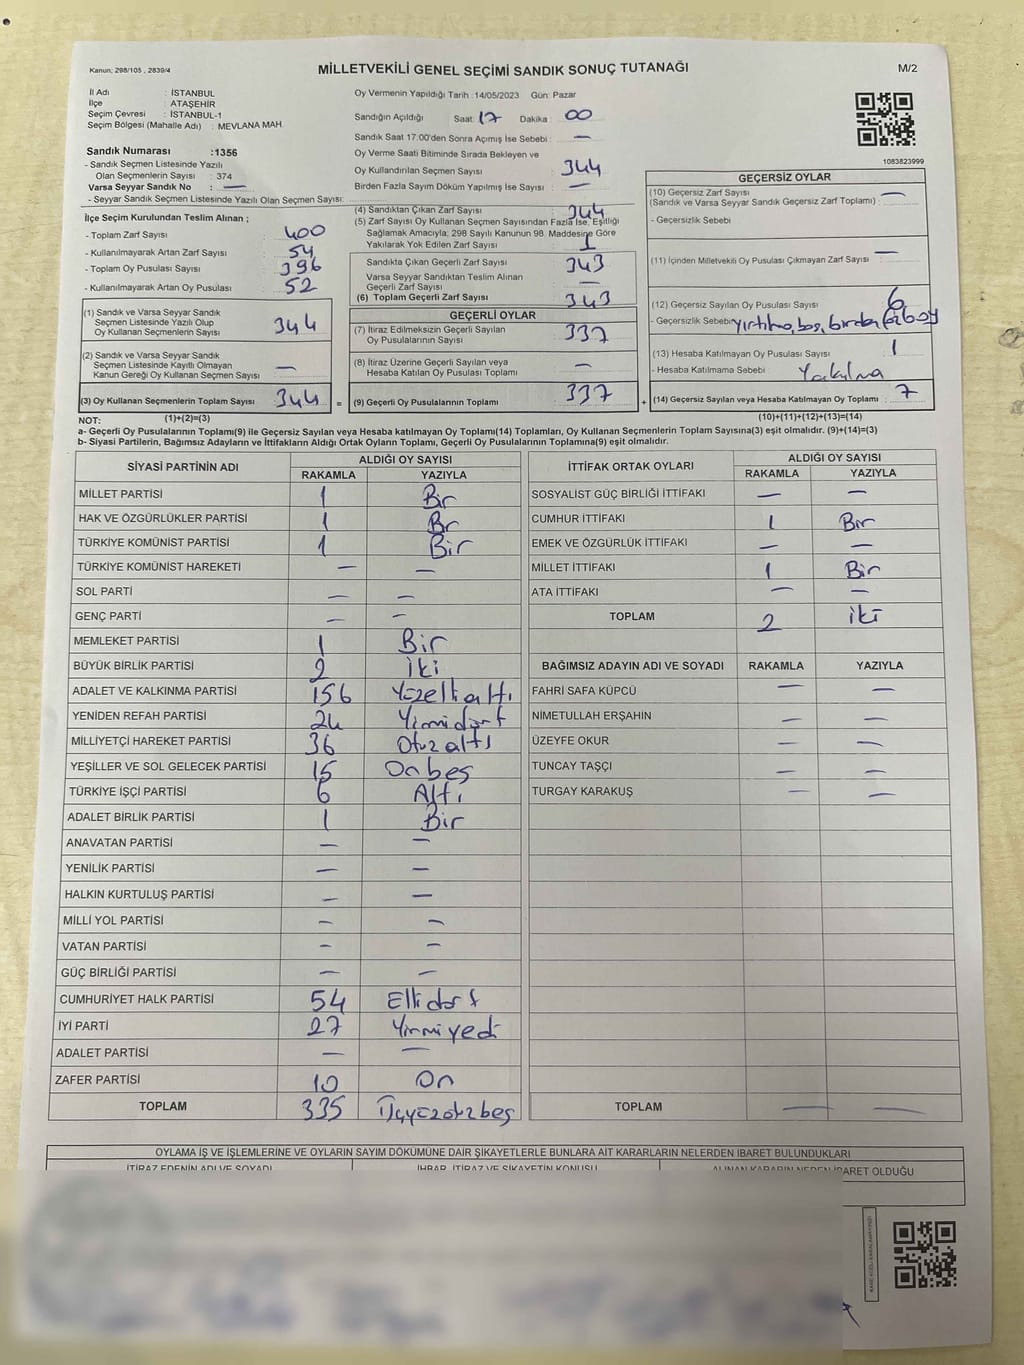 Kanun; 298/105 , 2839/4
MİLLETVEKİLİ GENEL SEÇİMİ SANDIK SONUÇ TUTANAĞI
M/2
İl Adı : İSTANBUL
İlçe : ATAŞEHİR
Seçim Çevresi : İSTANBUL-1
Seçim Bölgesi (Mahalle Adı) : MEVLANA MAH.
Sandık Numarası :1356
- Sandık Seçmen Listesinde Yazılı
Olan Seçmenlerin Sayısı : 374
Varsa Seyyar Sandık No : —
- Seyyar Sandık Seçmen Listesinde Yazılı Olan Seçmen Sayısı:
Oy Vermenin Yapıldığı Tarih :14/05/2023 Gün: Pazar
Sandığın Açıldığı Saat: 17 Dakika : 00
Sandık Saat 17:00'den Sonra Açımış İse Sebebi : —
Oy Verme Saati Bitiminde Sırada Bekleyen ve
Oy Kullandırılan Seçmen Sayısı : 344
Birden Fazla Sayım Döküm Yapılmış İse Sayısı : —
1083823999
İlçe Seçim Kurulundan Teslim Alınan ;
- Toplam Zarf Sayısı : 400
- Kullanılmayarak Artan Zarf Sayısı : 54
- Toplam Oy Pusulası Sayısı : 396
- Kullanılmayarak Artan Oy Pusulası : 52
(1) Sandık ve Varsa Seyyar Sandık
Seçmen Listesinde Yazılı Olup
Oy Kullanan Seçmenlerin Sayısı 344
(2) Sandık ve Varsa Seyyar Sandık
Seçmen Listesinde Kayıtlı Olmayan
Kanun Gereği Oy Kullanan Seçmen Sayısı —
(3) Oy Kullanan Seçmenlerin Toplam Sayısı 344 =
(4) Sandıktan Çıkan Zarf Sayısı : 344
(5) Zarf Sayısı Oy Kullanan Seçmen Sayısından Fazla İse, Eşitliği
Sağlamak Amacıyla; 298 Sayılı Kanunun 98. Maddesine Göre
Yakılarak Yok Edilen Zarf Sayısı : 1
Sandıkta Çıkan Geçerli Zarf Sayısı : 343
Varsa Seyyar Sandıktan Teslim Alınan
Geçerli Zarf Sayısı : —
(6) Toplam Geçerli Zarf Sayısı : 343
GEÇERLİ OYLAR
(7) İtiraz Edilmeksizin Geçerli Sayılan
Oy Pusulalarının Sayısı : 337
(8) İtiraz Üzerine Geçerli Sayılan veya
Hesaba Katılan Oy Pusulası Toplamı : —
(9) Geçerli Oy Pusulalarının Toplamı : 337 +
GEÇERSİZ OYLAR
(10) Geçersiz Zarf Sayısı : —
(Sandık ve Varsa Seyyar Sandık Geçersiz Zarf Toplamı) :
- Geçersizlik Sebebi
(11) İçinden Milletvekili Oy Pusulası Çıkmayan Zarf Sayısı : —
(12) Geçersiz Sayılan Oy Pusulası Sayısı : 6
- Geçersizlik Sebebi: yırtılma, boş, birden oy
(13) Hesaba Katılmayan Oy Pusulası Sayısı : 1
- Hesaba Katılmama Sebebi : Yakılma
(14) Geçersiz Sayılan veya Hesaba Katılmayan Oy Toplamı : 7
NOT: (1)+(2)=(3) (10)+(11)+(12)+(13)=(14)
a- Geçerli Oy Pusulalarının Toplamı(9) ile Geçersiz Sayılan veya Hesaba katılmayan Oy Toplamı(14) Toplamları, Oy Kullanan Seçmenlerin Toplam Sayısına(3) eşit olmalıdır. (9)+(14)=(3)
b- Siyasi Partilerin, Bağımsız Adayların ve İttifakların Aldığı Ortak Oyların Toplamı, Geçerli Oy Pusulalarının Toplamına(9) eşit olmalıdır.
SİYASİ PARTİNİN ADI ALDIĞI OY SAYISI
RAKAMLA YAZIYLA
MİLLET PARTİSİ 1 Bir
HAK VE ÖZGÜRLÜKLER PARTİSİ 1 Br
TÜRKİYE KOMÜNİST PARTİSİ 1 Bir
TÜRKİYE KOMÜNİST HAREKETİ — —
SOL PARTİ — —
GENÇ PARTİ — —
MEMLEKET PARTİSİ 1 Bir
BÜYÜK BİRLİK PARTİSİ 2 İki
ADALET VE KALKINMA PARTİSİ 156 Yüzellialtı
YENİDEN REFAH PARTİSİ 24 Yirmidört
MİLLİYETÇİ HAREKET PARTİSİ 36 Otuzaltı
YEŞİLLER VE SOL GELECEK PARTİSİ 15 Onbeş
TÜRKİYE İŞÇİ PARTİSİ 6 Altı
ADALET BİRLİK PARTİSİ 1 Bir
ANAVATAN PARTİSİ — —
YENİLİK PARTİSİ — —
HALKIN KURTULUŞ PARTİSİ — —
MİLLİ YOL PARTİSİ — —
VATAN PARTİSİ — —
GÜÇ BİRLİĞİ PARTİSİ — —
CUMHURİYET HALK PARTİSİ 54 Ellidört
İYİ PARTİ 27 Yirmiyedi
ADALET PARTİSİ — —
ZAFER PARTİSİ 10 On
TOPLAM 335 Üçyüzotuzbeş
İTTİFAK ORTAK OYLARI ALDIĞI OY SAYISI
RAKAMLA YAZIYLA
SOSYALİST GÜÇ BİRLİĞİ İTTİFAKI — —
CUMHUR İTTİFAKI 1 Bir
EMEK VE ÖZGÜRLÜK İTTİFAKI — —
MİLLET İTTİFAKI 1 Bir
ATA İTTİFAKI — —
TOPLAM 2 İki
BAĞIMSIZ ADAYIN ADI VE SOYADI RAKAMLA YAZIYLA
FAHRİ SAFA KÜPCÜ — —
NİMETULLAH ERŞAHİN — —
ÜZEYFE OKUR — —
TUNCAY TAŞÇI — —
TURGAY KARAKUŞ — —
TOPLAM — —
OYLAMA İŞ VE İŞLEMLERİNE VE OYLARIN SAYIM DÖKÜMÜNE DAİR ŞİKAYETLERLE BUNLARA AİT KARARLARIN NELERDEN İBARET BULUNDUKLARI
İTİRAZ EDENİN ADI VE SOYADI İHBAR, İTİRAZ VE ŞİKAYETİN KONUSU ALINAN KARARIN NEDEN İBARET OLDUĞU